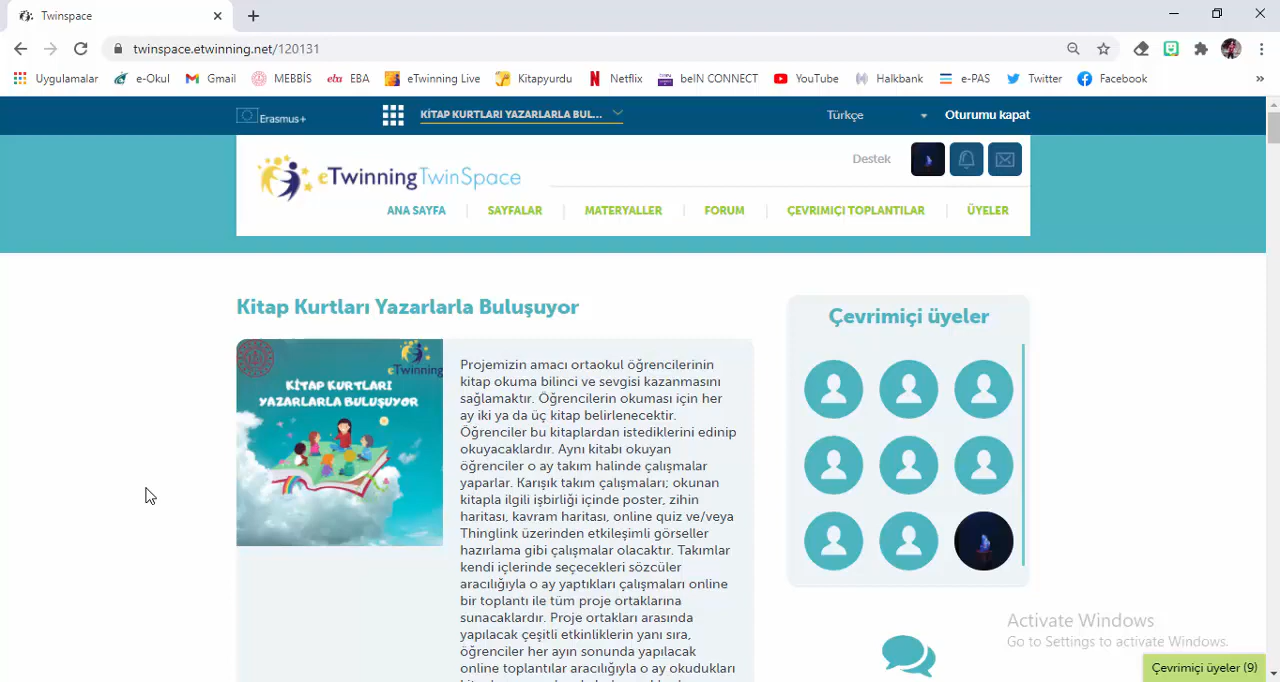 Twinspace
twinspace.etwinning.net/120131
Uygulamalar e-Okul Gmail MEBBİS eba EBA eTwinning Live Kitapyurdu Netflix beIN CONNECT YouTube Halkbank e-PAS Twitter Facebook »
Erasmus+ KİTAP KURTLARI YAZARLARLA BUL... Türkçe Oturumu kapat
Destek
eTwinning TwinSpace
ANA SAYFA SAYFALAR MATERYALLER FORUM ÇEVRIMIÇI TOPLANTILAR ÜYELER
Kitap Kurtları Yazarlarla Buluşuyor
eTwinning
KİTAP KURTLARI
YAZARLARLA BULUŞUYOR
Projemizin amacı ortaokul öğrencilerinin
kitap okuma bilinci ve sevgisi kazanmasını
sağlamaktır. Öğrencilerin okuması için her
ay iki ya da üç kitap belirlenecektir.
Öğrenciler bu kitaplardan istediklerini edinip
okuyacaklardır. Aynı kitabı okuyan
öğrenciler o ay takım halinde çalışmalar
yaparlar. Karışık takım çalışmaları; okunan
kitapla ilgili işbirliği içinde poster, zihin
haritası, kavram haritası, online quiz ve/veya
Thinglink üzerinden etkileşimli görseller
hazırlama gibi çalışmalar olacaktır. Takımlar
kendi içlerinde seçecekleri sözcüler
aracılığıyla o ay yaptıkları çalışmaları online
bir toplantı ile tüm proje ortaklarına
sunacaklardır. Proje ortakları arasında
yapılacak çeşitli etkinliklerin yanı sıra,
öğrenciler her ayın sonunda yapılacak
online toplantılar aracılığıyla o ay okudukları
Çevrimiçi üyeler
Activate Windows
Go to Settings to activate Windows.
Çevrimiçi üyeler (9)